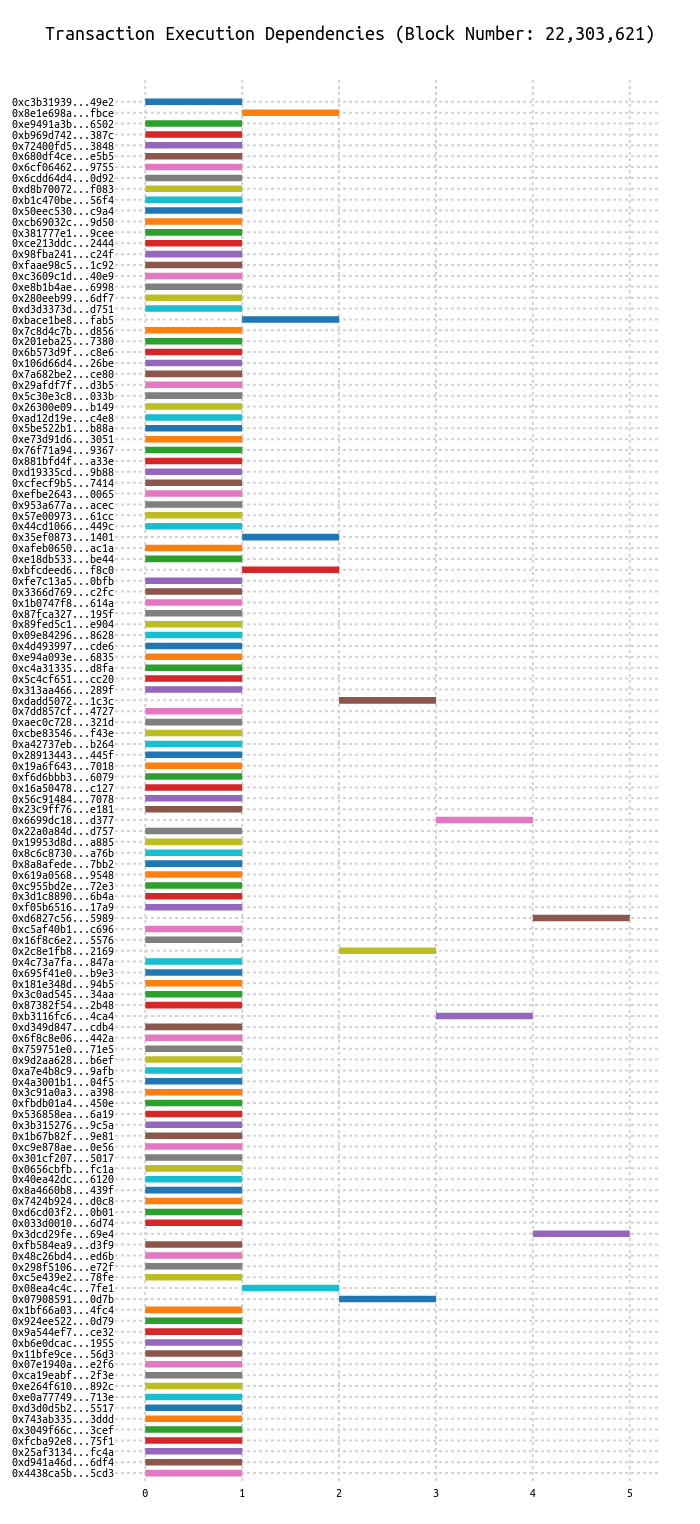 Transaction Execution Dependencies (Block Number: 22,303,621)
0xc3b31939...49e2
0x8e1e698a...fbce
0xe9491a3b...6502
0xb969d742...387c
0x72400fd5...3848
0x680df4ce...e5b5
0x6cf06462...9755
0x6cdd64d4...0d92
0xd8b70072...f083
0xb1c470be...56f4
0x50eec530...c9a4
0xcb69032c...9d50
0x381777e1...9cee
0xce213ddc...2444
0x98fba241...c24f
0xfaae98c5...1c92
0xc3609c1d...40e9
0xe8b1b4ae...6998
0x280eeb99...6df7
0xd3d3373d...d751
0xbace1be8...fab5
0x7c8d4c7b...d856
0x201eba25...7380
0x6b573d9f...c8e6
0x106d66d4...26be
0x7a682be2...ce80
0x29afdf7f...d3b5
0x5c30e3c8...033b
0x26300e09...b149
0xad12d19e...c4e8
0x5be522b1...b88a
0xe73d91d6...3051
0x76f71a94...9367
0x881bfd4f...a33e
0xd19335cd...9b88
0xcfecf9b5...7414
0xefbe2643...0065
0x953a677a...acec
0x57e00973...61cc
0x44cd1066...449c
0x35ef0873...1401
0xafeb0650...ac1a
0xe18db533...be44
0xbfcdeed6...f8c0
0xfe7c13a5...0bfb
0x3366d769...c2fc
0x1b0747f8...614a
0x87fca327...195f
0x89fed5c1...e904
0x09e84296...8628
0x4d493997...cde6
0xe94a093e...6835
0xc4a31335...d8fa
0x5c4cf651...cc20
0x313aa466...289f
0xdadd5072...1c3c
0x7dd857cf...4727
0xaec0c728...321d
0xcbe83546...f43e
0xa42737eb...b264
0x28913443...445f
0x19a6f643...7018
0xf6d6bbb3...6079
0x16a50478...c127
0x56c91484...7078
0x23c9ff76...e181
0x6699dc18...d377
0x22a0a84d...d757
0x19953d8d...a885
0x8c6c8730...a76b
0x8a8afede...7bb2
0x619a0568...9548
0xc955bd2e...72e3
0x3d1c8890...6b4a
0xf05b6516...17a9
0xd6827c56...5989
0xc5af40b1...c696
0x16f8c6e2...5576
0x2c8e1fb8...2169
0x4c73a7fa...847a
0x695f41e0...b9e3
0x181e348d...94b5
0x3c0ad545...34aa
0x87382f54...2b48
0xb3116fc6...4ca4
0xd349d847...cdb4
0x6f8c8e06...442a
0x759751e0...71e5
0x9d2aa628...b6ef
0xa7e4b8c9...9afb
0x4a3001b1...04f5
0x3c91a0a3...a398
0xfbdb01a4...450e
0x536858ea...6a19
0x3b315276...9c5a
0x1b67b82f...9e81
0xc9e878ae...0e56
0x301cf207...5017
0x0656cbfb...fc1a
0x40ea42dc...6120
0x8a4660b8...439f
0x7424b924...d0c8
0xd6cd03f2...0b01
0x033d0010...6d74
0x3dcd29fe...69e4
0xfb584ea9...d3f9
0x48c26bd4...ed6b
0x298f5106...e72f
0xc5e439e2...78fe
0x08ea4c4c...7fe1
0x07908591...0d7b
0x1bf66a03...4fc4
0x924ee522...0d79
0x9a544ef7...ce32
0xb6e0dcac...1955
0x11bfe9ce...56d3
0x07e1940a...e2f6
0xca19eabf...2f3e
0xe264f610...892c
0xe0a77749...713e
0xd3d0d5b2...5517
0x743ab335...3ddd
0x3049f66c...3cef
0xfcba92e8...75f1
0x25af3134...fc4a
0xd941a46d...6df4
0x4438ca5b...5cd3
0 1 2 3 4 5